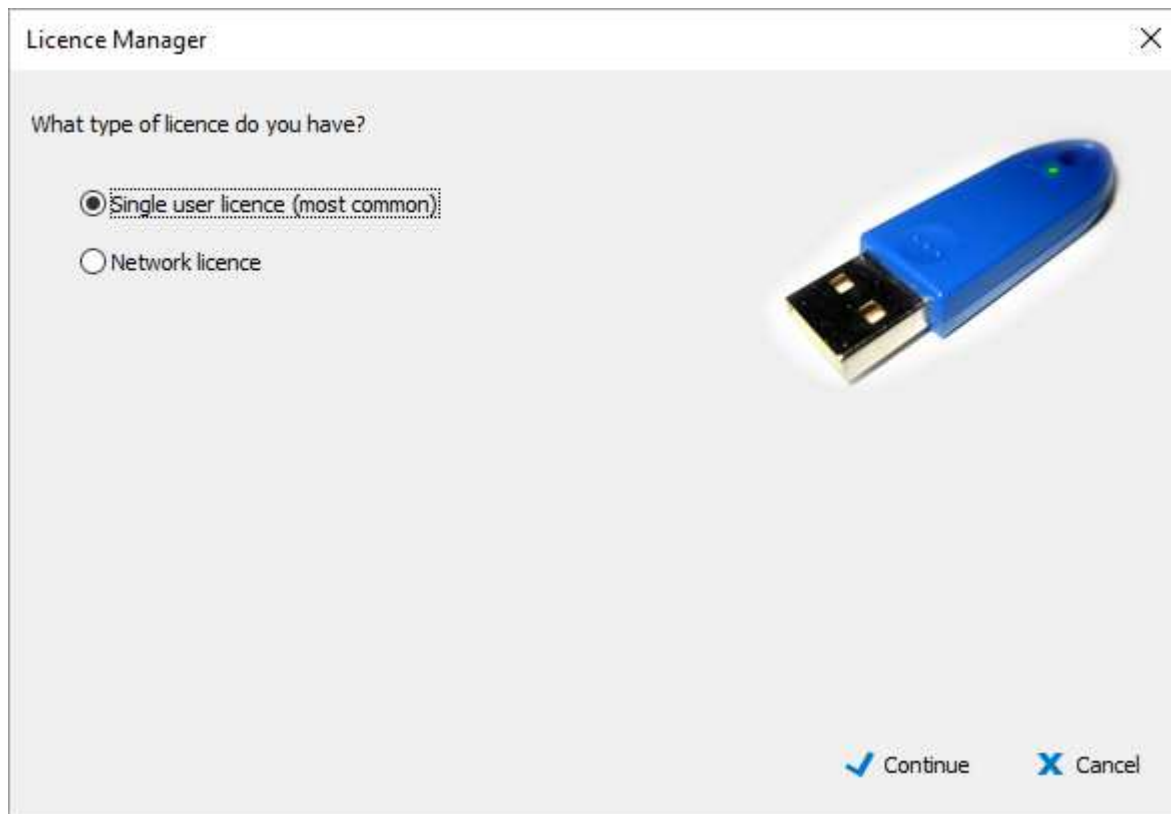 Licence Manager
What type of licence do you have?
Single user licence (most common)
Network licence
Continue
Cancel